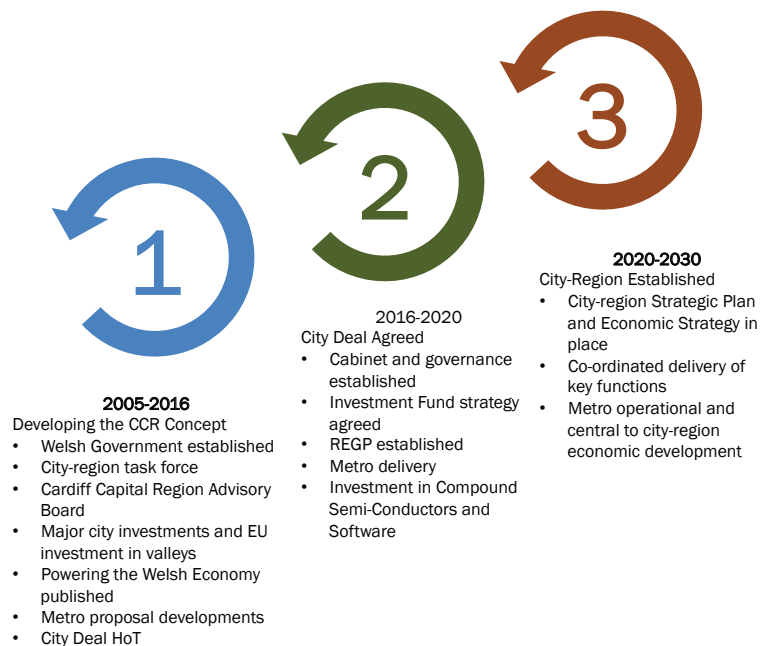 1
2005-2016
Developing the CCR Concept
• Welsh Government established
• City-region task force
• Cardiff Capital Region Advisory
Board
• Major city investments and EU
investment in valleys
• Powering the Welsh Economy
published
• Metro proposal developments
• City Deal HoT
2
2016-2020
City Deal Agreed
• Cabinet and governance
established
• Investment Fund strategy
agreed
• REGP established
• Metro delivery
• Investment in Compound
Semi-Conductors and
Software
3
2020-2030
City-Region Established
• City-region Strategic Plan
and Economic Strategy in
place
• Co-ordinated delivery of
key functions
• Metro operational and
central to city-region
economic development